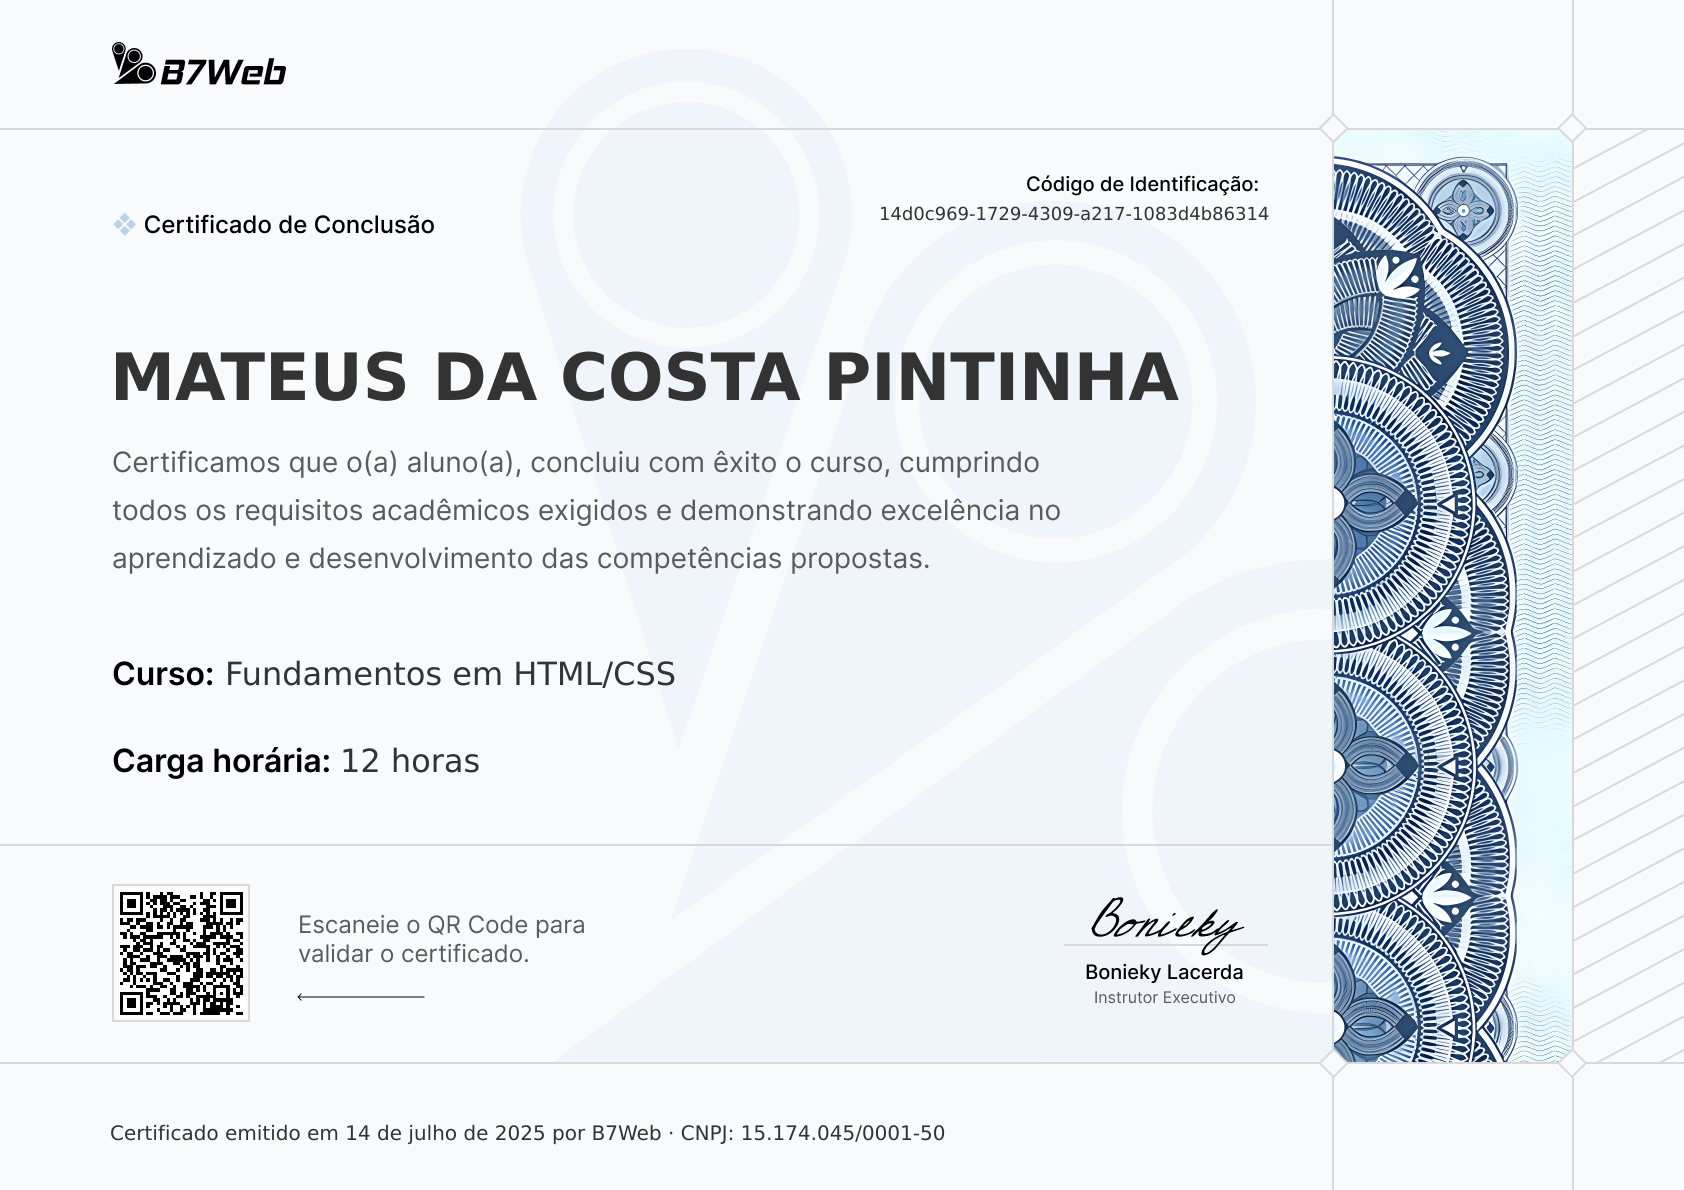 B7Web
Código de Identificação:
14d0c969-1729-4309-a217-1083d4b86314
Certificado de Conclusão
MATEUS DA COSTA PINTINHA
Certificamos que o(a) aluno(a), concluiu com êxito o curso, cumprindo
todos os requisitos acadêmicos exigidos e demonstrando excelência no
aprendizado e desenvolvimento das competências propostas.
Curso: Fundamentos em HTML/CSS
Carga horária: 12 horas
Escaneie o QR Code para
validar o certificado.
Bonieky
Bonieky Lacerda
Instrutor Executivo
Certificado emitido em 14 de julho de 2025 por B7Web · CNPJ: 15.174.045/0001-50